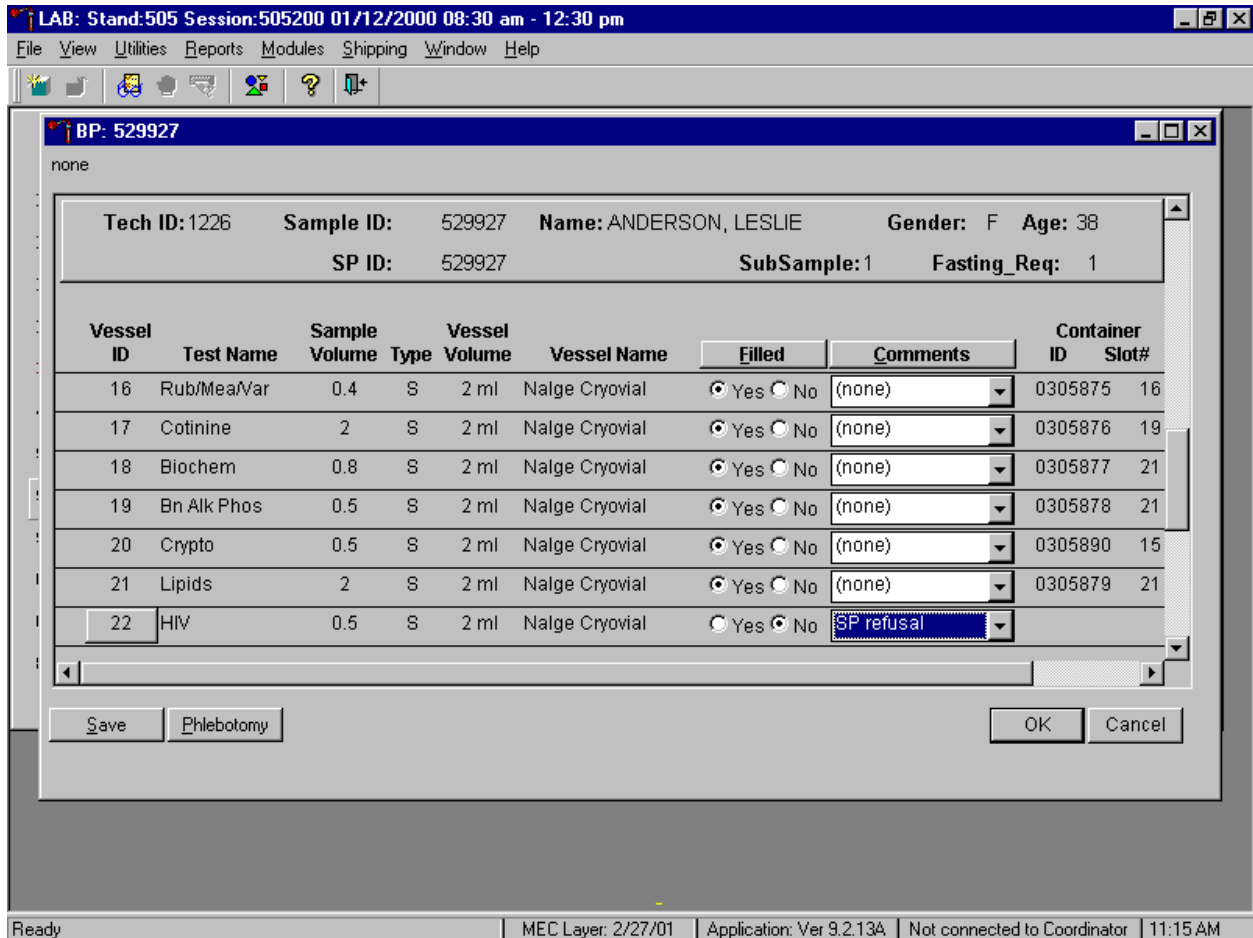 LAB: Stand:505 Session:505200 01/12/2000 08:30 am - 12:30 pm
File View Utilities Reports Modules Shipping Window Help
BP: 529927
none
Tech ID: 1226 Sample ID: 529927 Name: ANDERSON, LESLIE Gender: F Age: 38
SP ID: 529927 SubSample: 1 Fasting_Req: 1
Vessel Sample Vessel Container
ID Test Name Volume Type Volume Vessel Name Filled Comments ID Slot#
16 Rub/Mea/Var 0.4 S 2 ml Nalge Cryovial Yes No (none) 0305875 16
17 Cotinine 2 S 2 ml Nalge Cryovial Yes No (none) 0305876 19
18 Biochem 0.8 S 2 ml Nalge Cryovial Yes No (none) 0305877 21
19 Bn Alk Phos 0.5 S 2 ml Nalge Cryovial Yes No (none) 0305878 21
20 Crypto 0.5 S 2 ml Nalge Cryovial Yes No (none) 0305890 15
21 Lipids 2 S 2 ml Nalge Cryovial Yes No (none) 0305879 21
22 HIV 0.5 S 2 ml Nalge Cryovial Yes No SP refusal
Save Phlebotomy OK Cancel
Ready MEC Layer: 2/27/01 Application: Ver 9.2.13A Not connected to Coordinator 11:15 AM